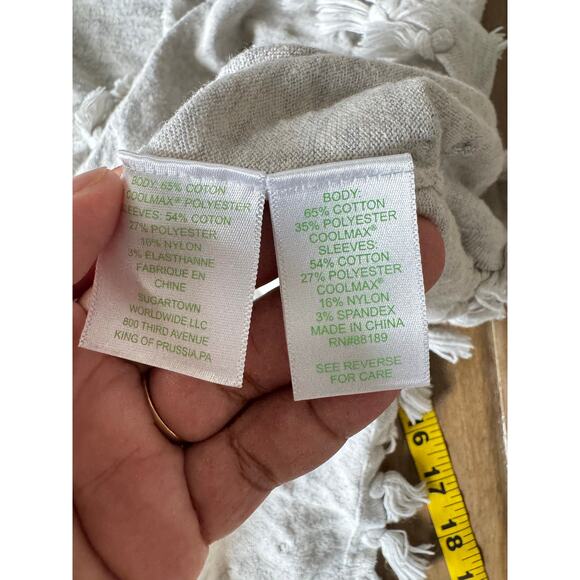 BODY: 65% COTON
COOLMAX® POLYESTER
SLEEVES: 54% COTON
27% POLYESTER
16% NYLON
3% ELASTHANNE
FABRIQUE EN
CHINE
SUGARTOWN
WORLDWIDE LLC
800 THIRD AVENUE
KING OF PRUSSIA,PA
BODY:
65% COTTON
35% POLYESTER
COOLMAX®
SLEEVES:
54% COTTON
27% POLYESTER
COOLMAX®
16% NYLON
3% SPANDEX
MADE IN CHINA
RN#88189
SEE REVERSE
FOR CARE
16
17
18